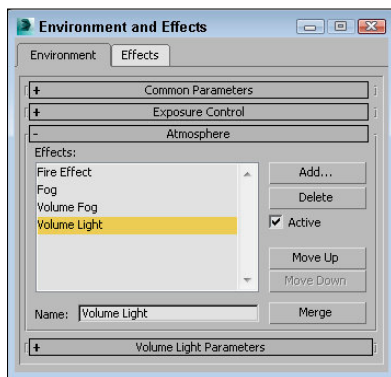 Environment and Effects
Environment
Effects
+ Common Parameters
+ Exposure Control
- Atmosphere
Effects:
Fire Effect
Fog
Volume Fog
Volume Light
Add...
Delete
Active
Move Up
Move Down
Name: Volume Light
Merge
+ Volume Light Parameters